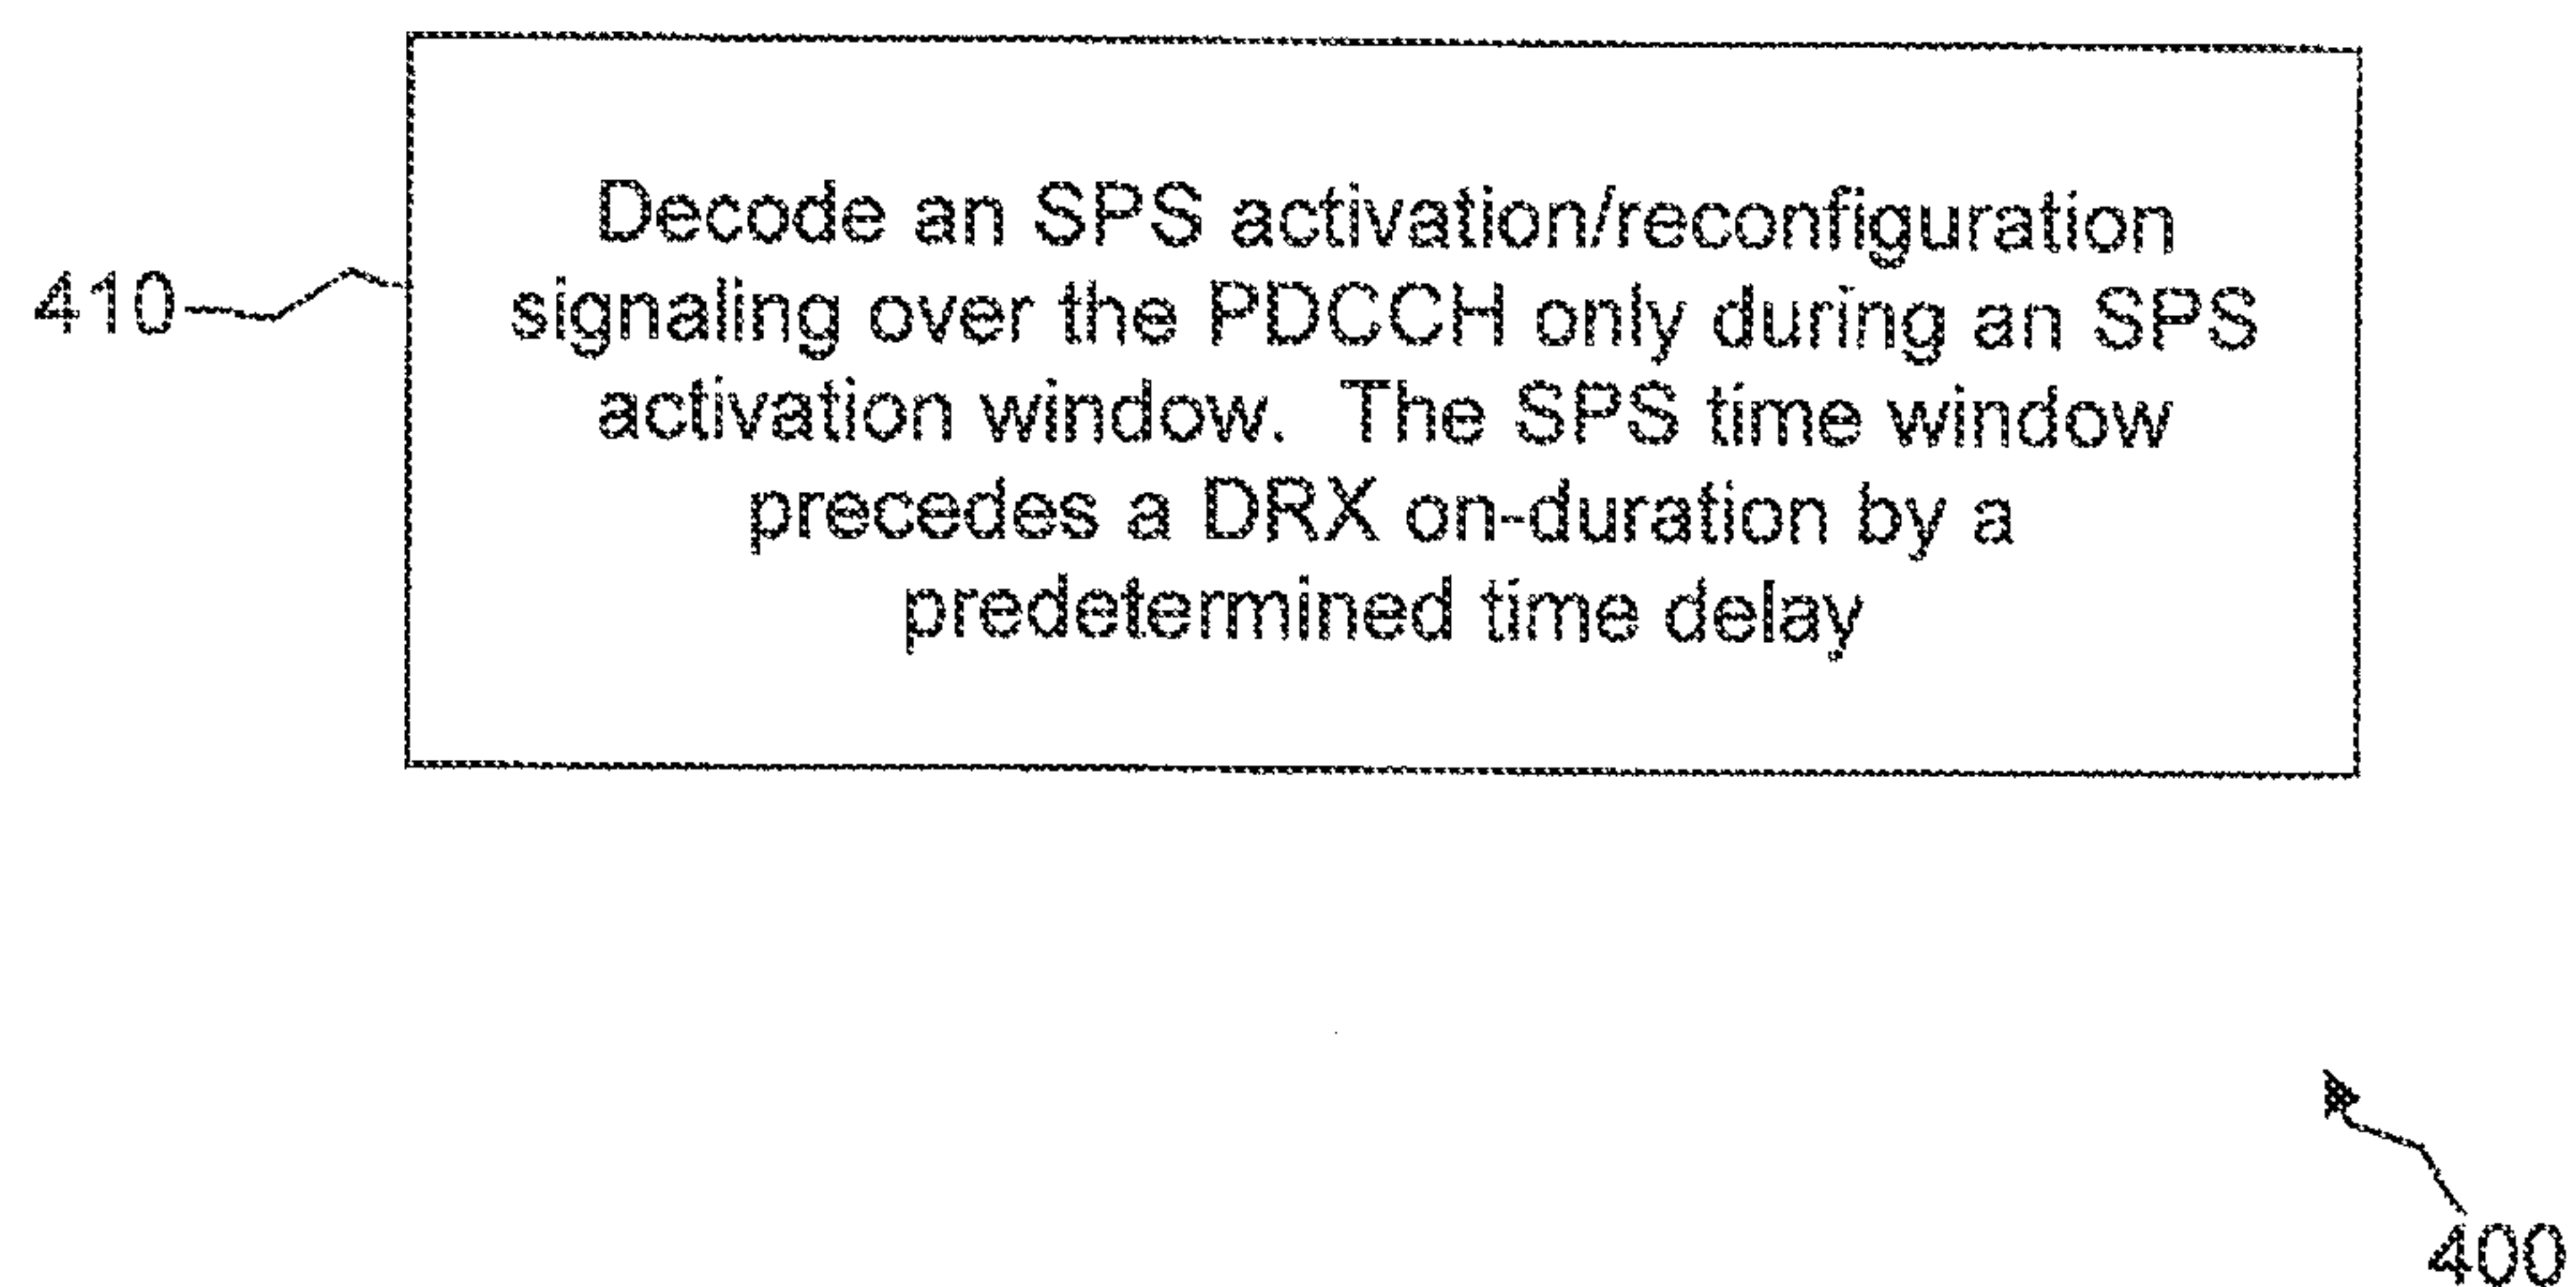 Decode an SPS activation/reconfiguration
signaling over the PDCCH only during an SPS
activation window. The SPS time window
precedes a DRX on-duration by a
predetermined time delay
410
400